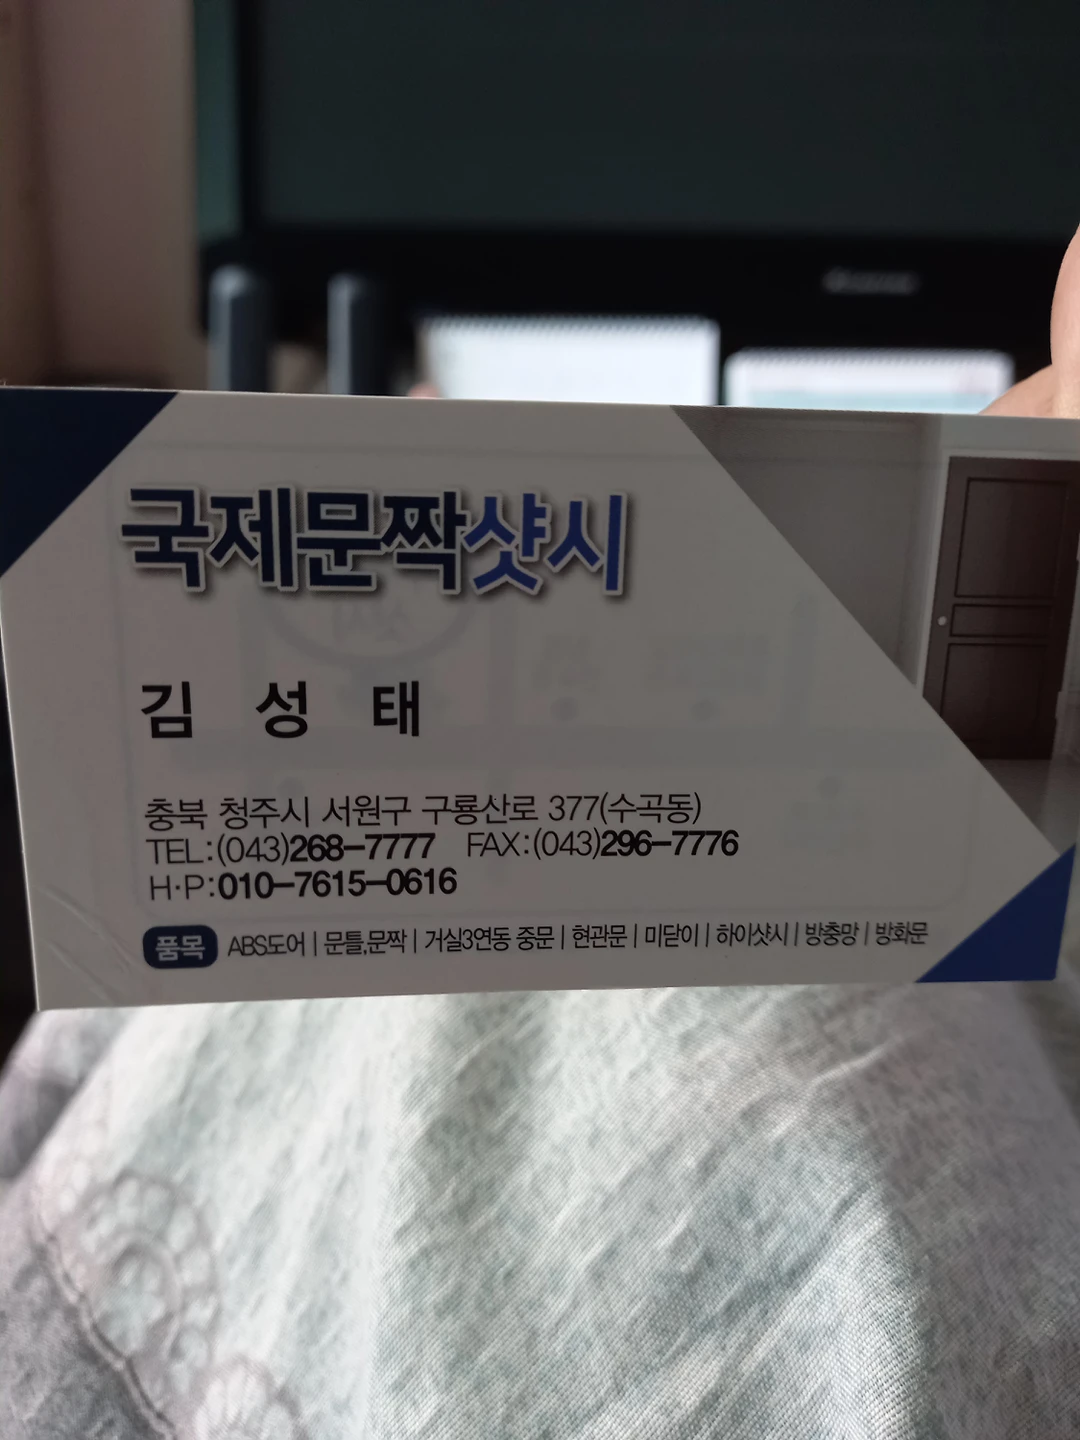 국제문짝샷시
김 성 태
충북 청주시 서원구 구룡산로 377(수곡동)
TEL:(043)268-7777 FAX:(043)296-7776
H·P:010-7615-0616
품목 ABS도어 | 문틀,문짝 | 거실3연동 중문 | 현관문 | 미닫이 | 하이샷시 | 방충망 | 방화문